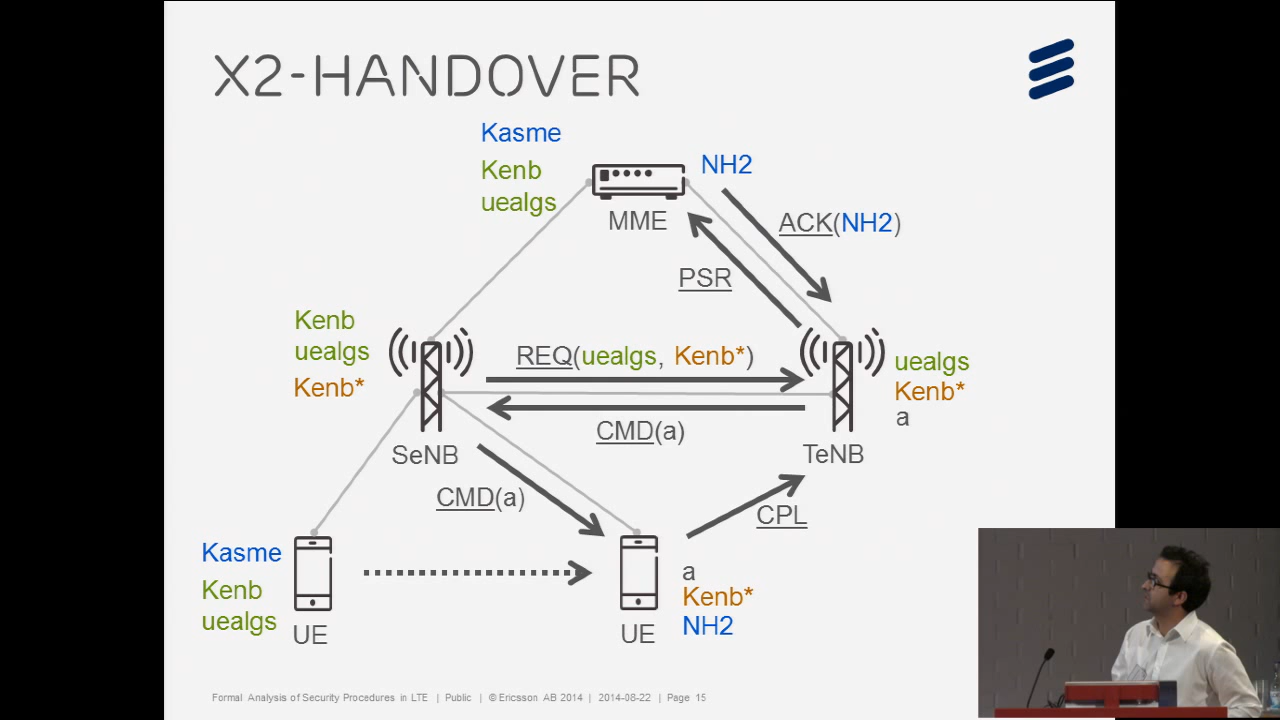 X2-HANDOVER
Kasme
Kenb
uealgs
MME
NH2
ACK(NH2)
PSR
Kenb
uealgs
Kenb*
SeNB
REQ(uealgs, Kenb*)
CMD(a)
uealgs
Kenb*
a
TeNB
CMD(a)
CPL
Kasme
Kenb
uealgs
UE
UE
a
Kenb*
NH2
Formal Analysis of Security Procedures in LTE | Public | © Ericsson AB 2014 | 2014-08-22 | Page 15